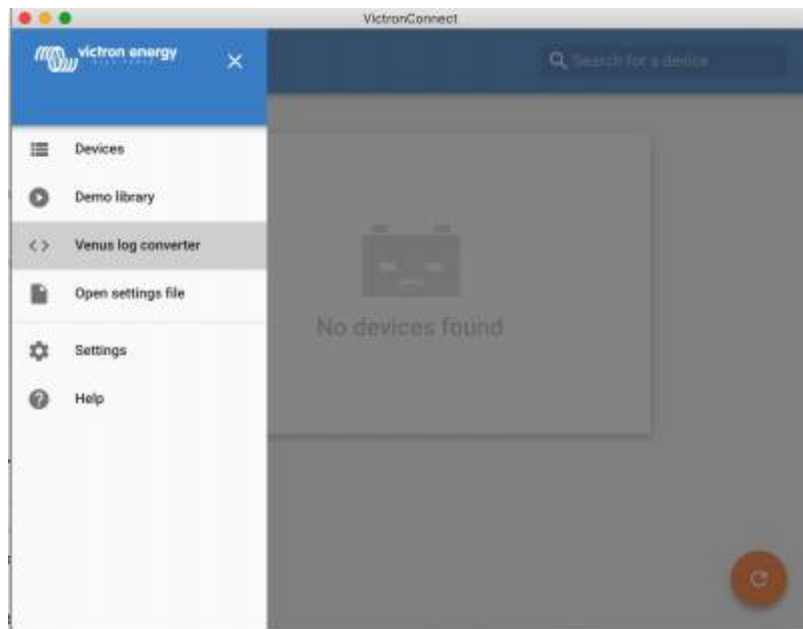 VictronConnect
victron energy
Search for a device
Devices
Demo library
Venus log converter
Open settings file
No devices found
Settings
Help